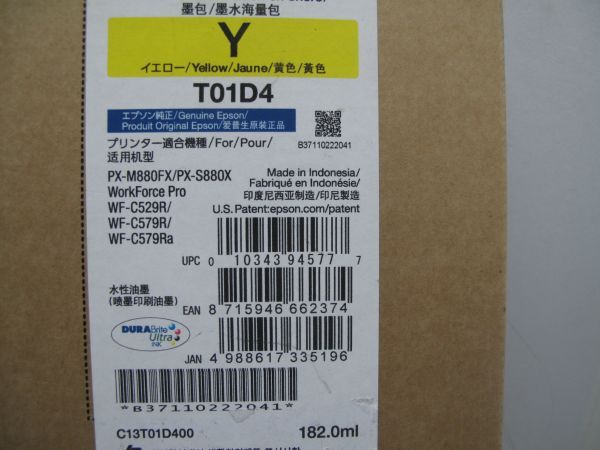 墨包/墨水海量包
Y
イエロー/Yellow/Jaune/黄色/黃色
T01D4
エプソン純正/Genuine Epson/
Produit Original Epson/爱普生原装正品
B37110222041
プリンター適合機種/For/Pour/
适用机型
PX-M880FX/PX-S880X
WorkForce Pro
WF-C529R/
WF-C579R/
WF-C579Ra
Made in Indonesia/
Fabriqué en Indonésie/
印度尼西亚制造/印尼製造
U.S. Patent:epson.com/patent
UPC 0 10343 94577 7
水性油墨
(喷墨印刷油墨)
EAN 8 715946 662374
DURABrite
Ultra
INK
JAN 4 988617 335196
*B37110222041*
C13T01D400
182.0ml